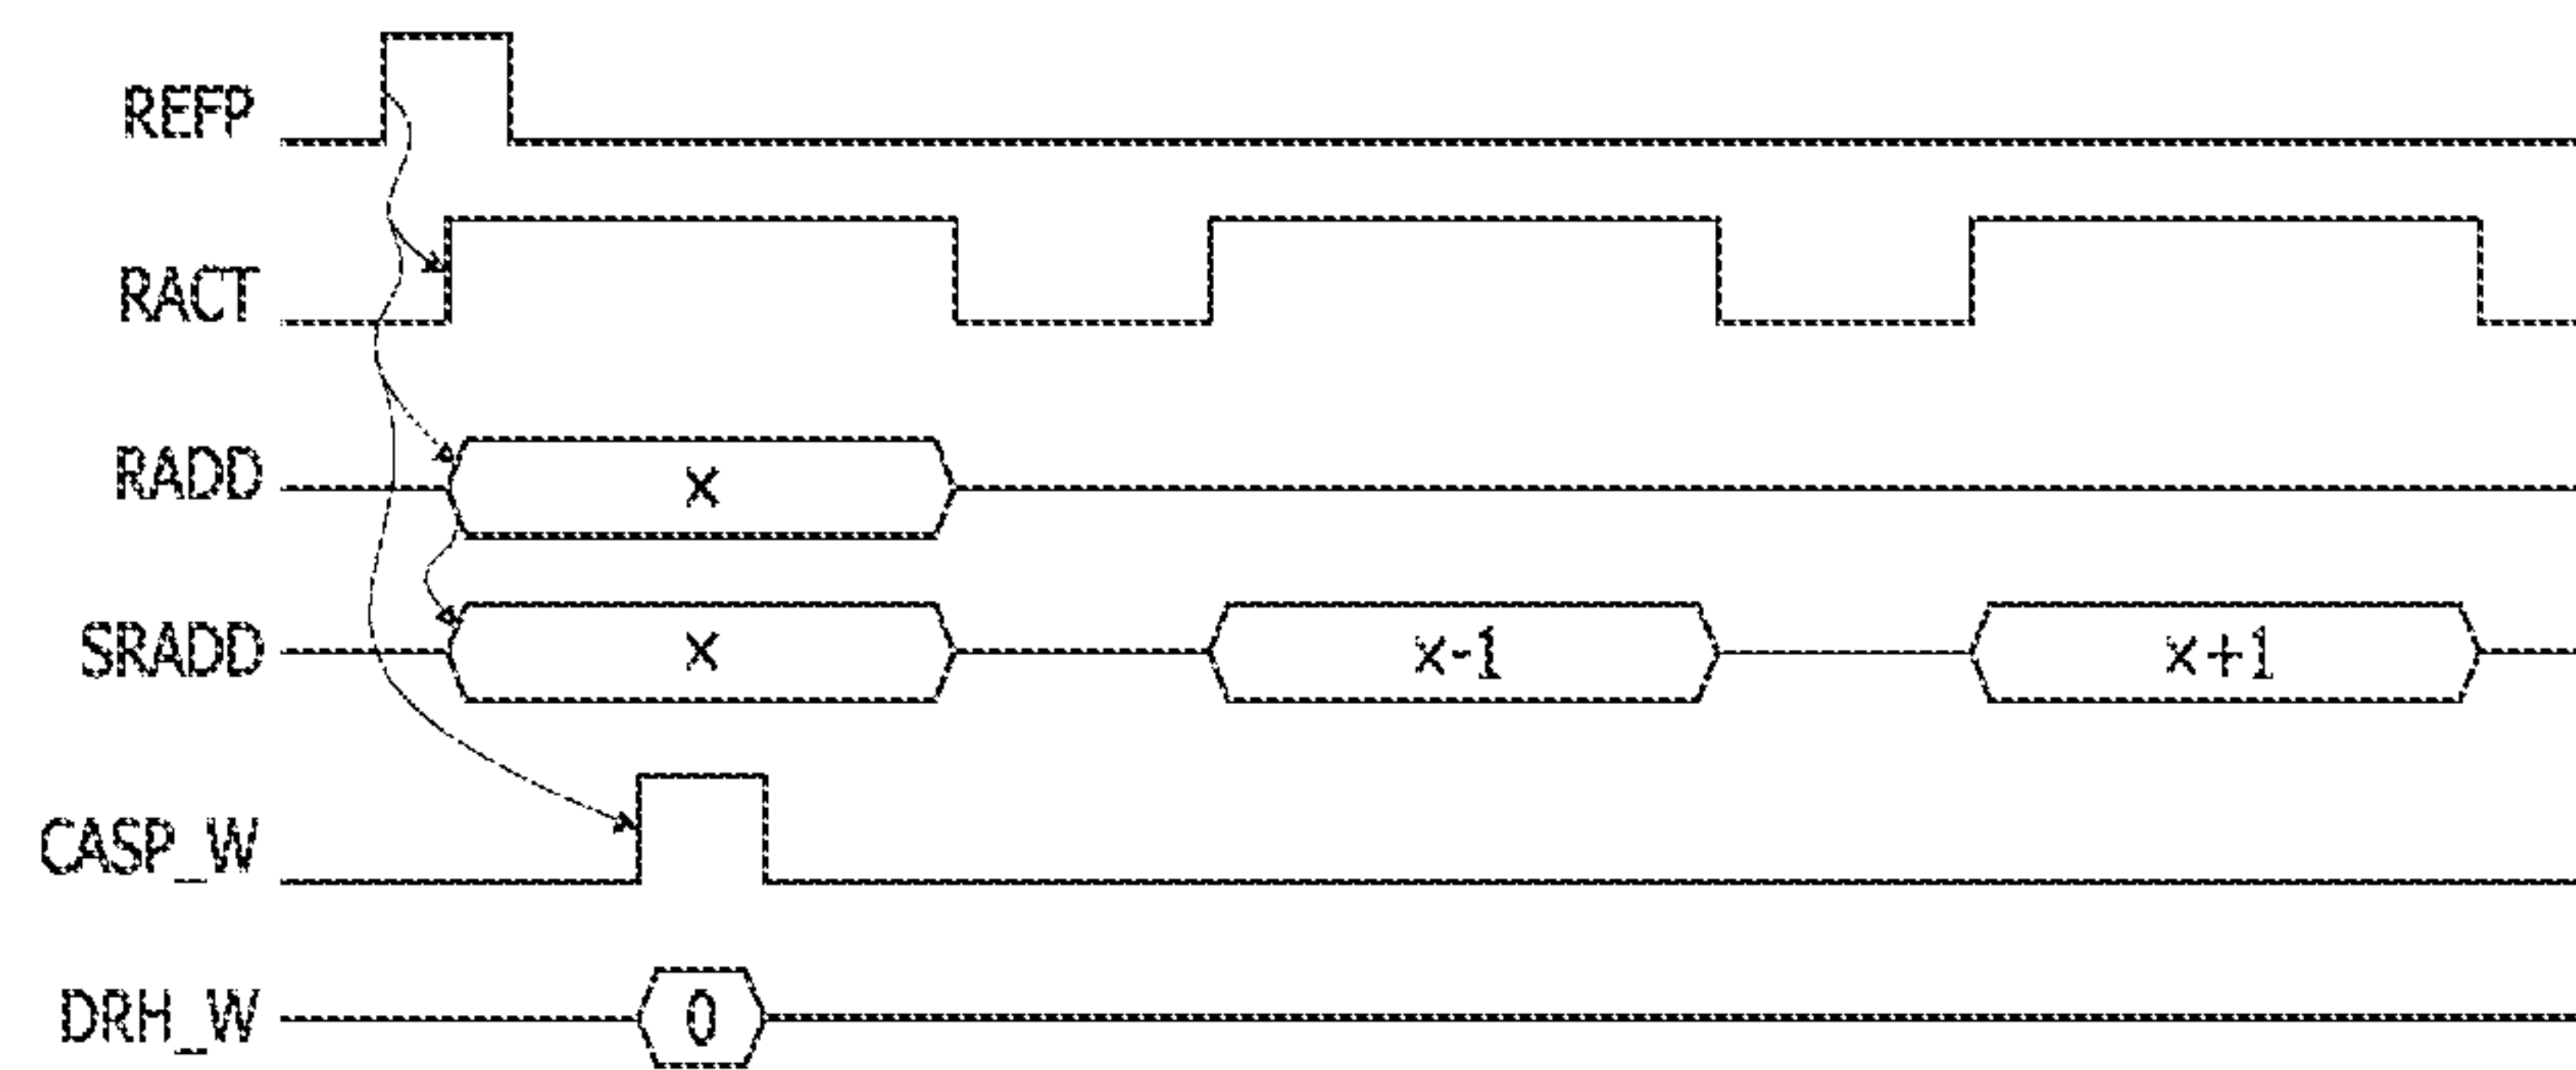 REFP
RACT
RADD x
SRADD x x-1 x+1
CASP_W
DRH_W 0